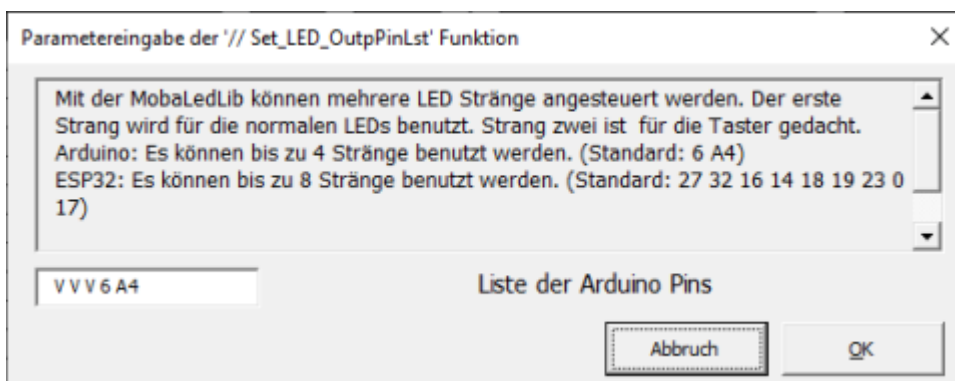 Parametereingabe der '// Set_LED_OutpPinLst' Funktion
Mit der MobaLedLib können mehrere LED Stränge angesteuert werden. Der erste
Strang wird für die normalen LEDs benutzt. Strang zwei ist  für die Taster gedacht.
Arduino: Es können bis zu 4 Stränge benutzt werden. (Standard: 6 A4)
ESP32: Es können bis zu 8 Stränge benutzt werden. (Standard: 27 32 16 14 18 19 23 0
17)
V V V 6 A4
Liste der Arduino Pins
Abbruch
OK